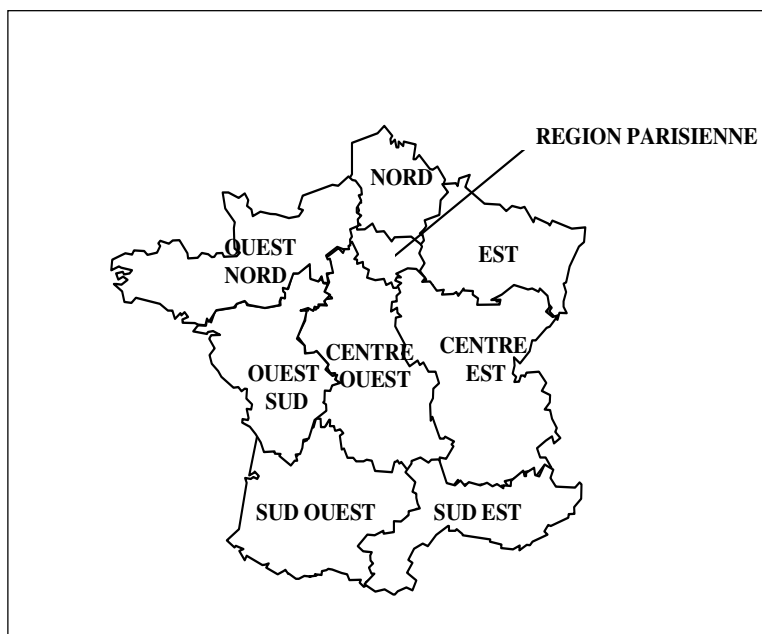 REGION PARISIENNE
NORD
OUEST
NORD
EST
CENTRE
OUEST
CENTRE
EST
OUEST
SUD
SUD OUEST
SUD EST